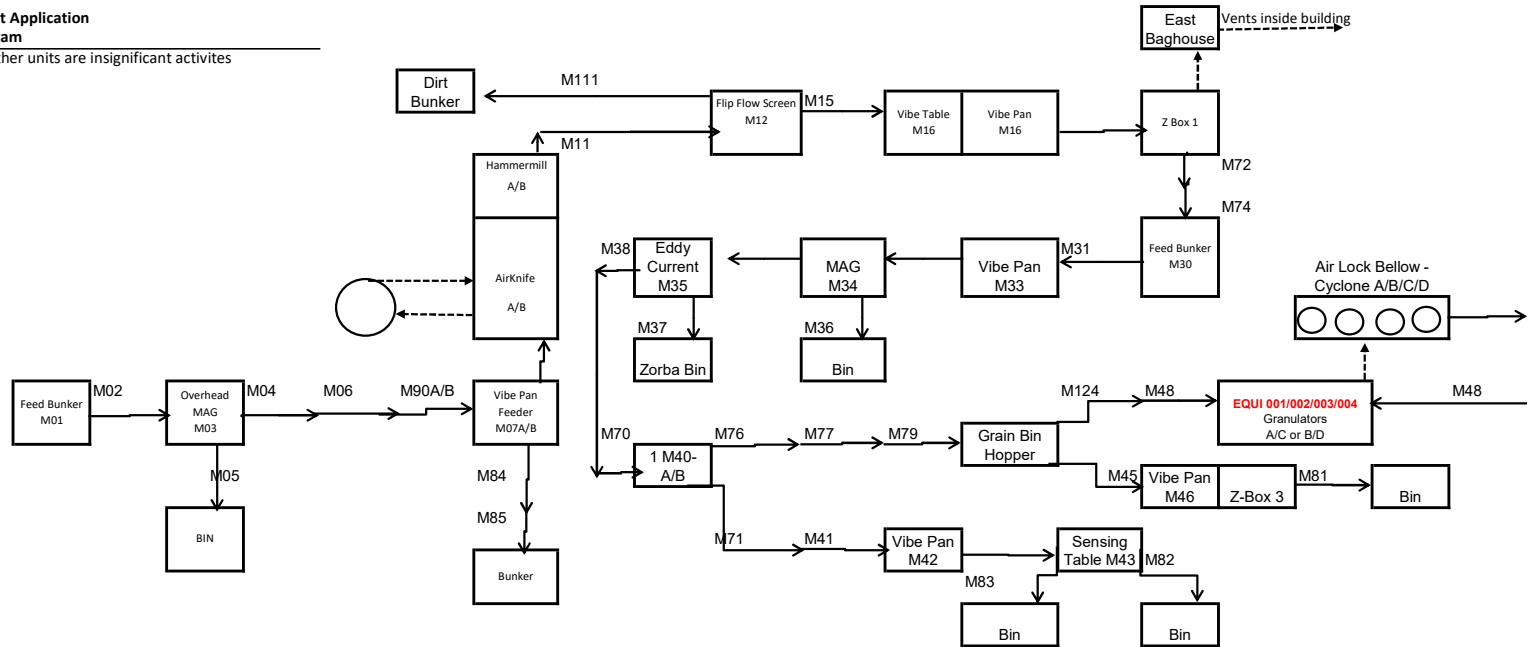 t Application
am
her units are insignificant activites
East
Baghouse
Vents inside building
Dirt
Bunker
M111
Flip Flow Screen
M12
M15
Vibe Table
M16
Vibe Pan
M16
Z Box 1
M11
Hammermill
A/B
M72
M74
AirKnife
A/B
M38
Eddy
Current
M35
MAG
M34
Vibe Pan
M33
M31
Feed Bunker
M30
Air Lock Bellow -
Cyclone A/B/C/D
M37
Zorba Bin
M36
Bin
Feed Bunker
M01
M02
Overhead
MAG
M03
M04
M06
M90A/B
Vibe Pan
Feeder
M07A/B
M124
M48
EQUI 001/002/003/004
Granulators
A/C or B/D
M48
M70
1 M40-
A/B
M76
M77
M79
Grain Bin
Hopper
M05
BIN
M84
M85
Bunker
M45
Vibe Pan
M46
Z-Box 3
M81
Bin
M71
M41
Vibe Pan
M42
Sensing
Table M43
M83
M82
Bin
Bin